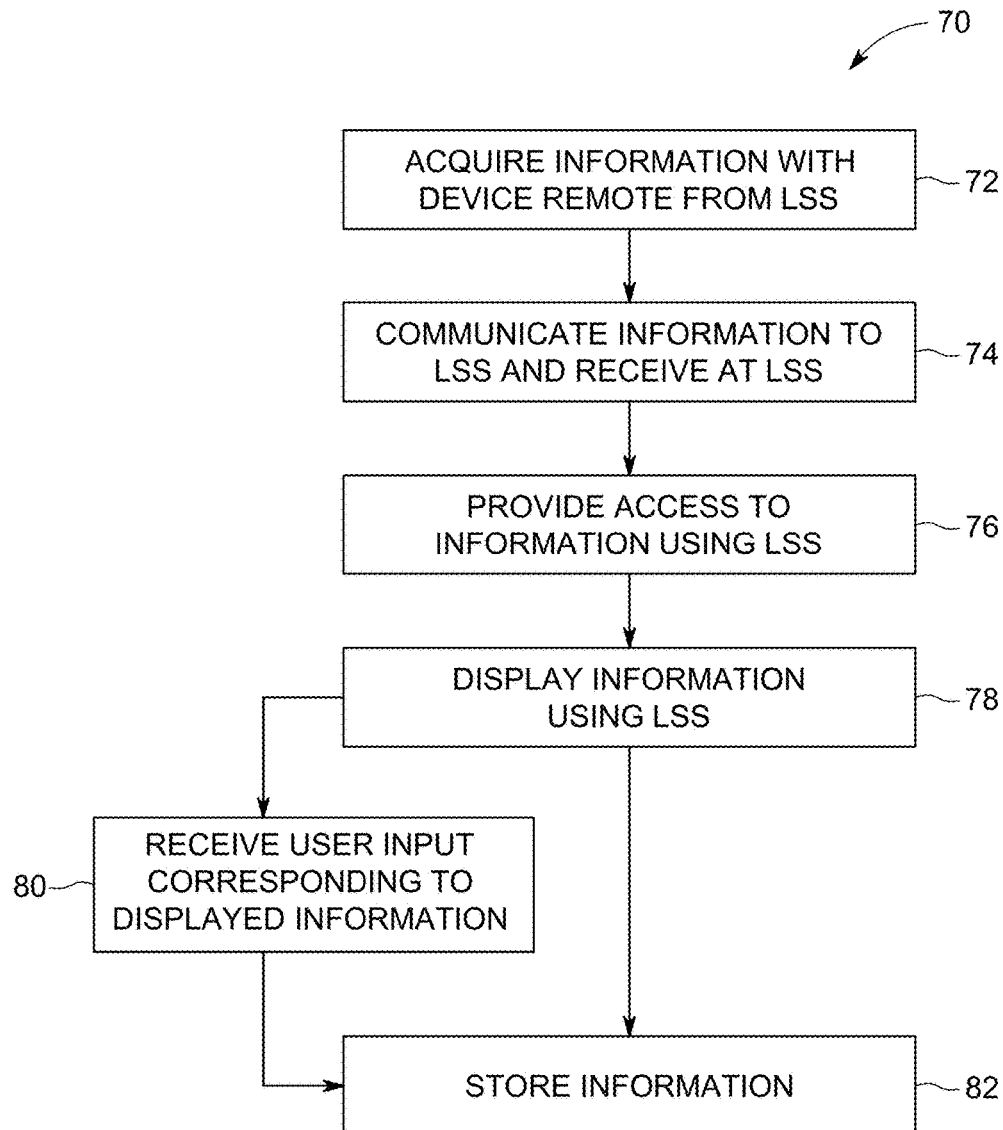 70
ACQUIRE INFORMATION WITH
DEVICE REMOTE FROM LSS
72
COMMUNICATE INFORMATION TO
LSS AND RECEIVE AT LSS
74
PROVIDE ACCESS TO
INFORMATION USING LSS
76
DISPLAY INFORMATION
USING LSS
78
RECEIVE USER INPUT
CORRESPONDING TO
DISPLAYED INFORMATION
80
STORE INFORMATION
82